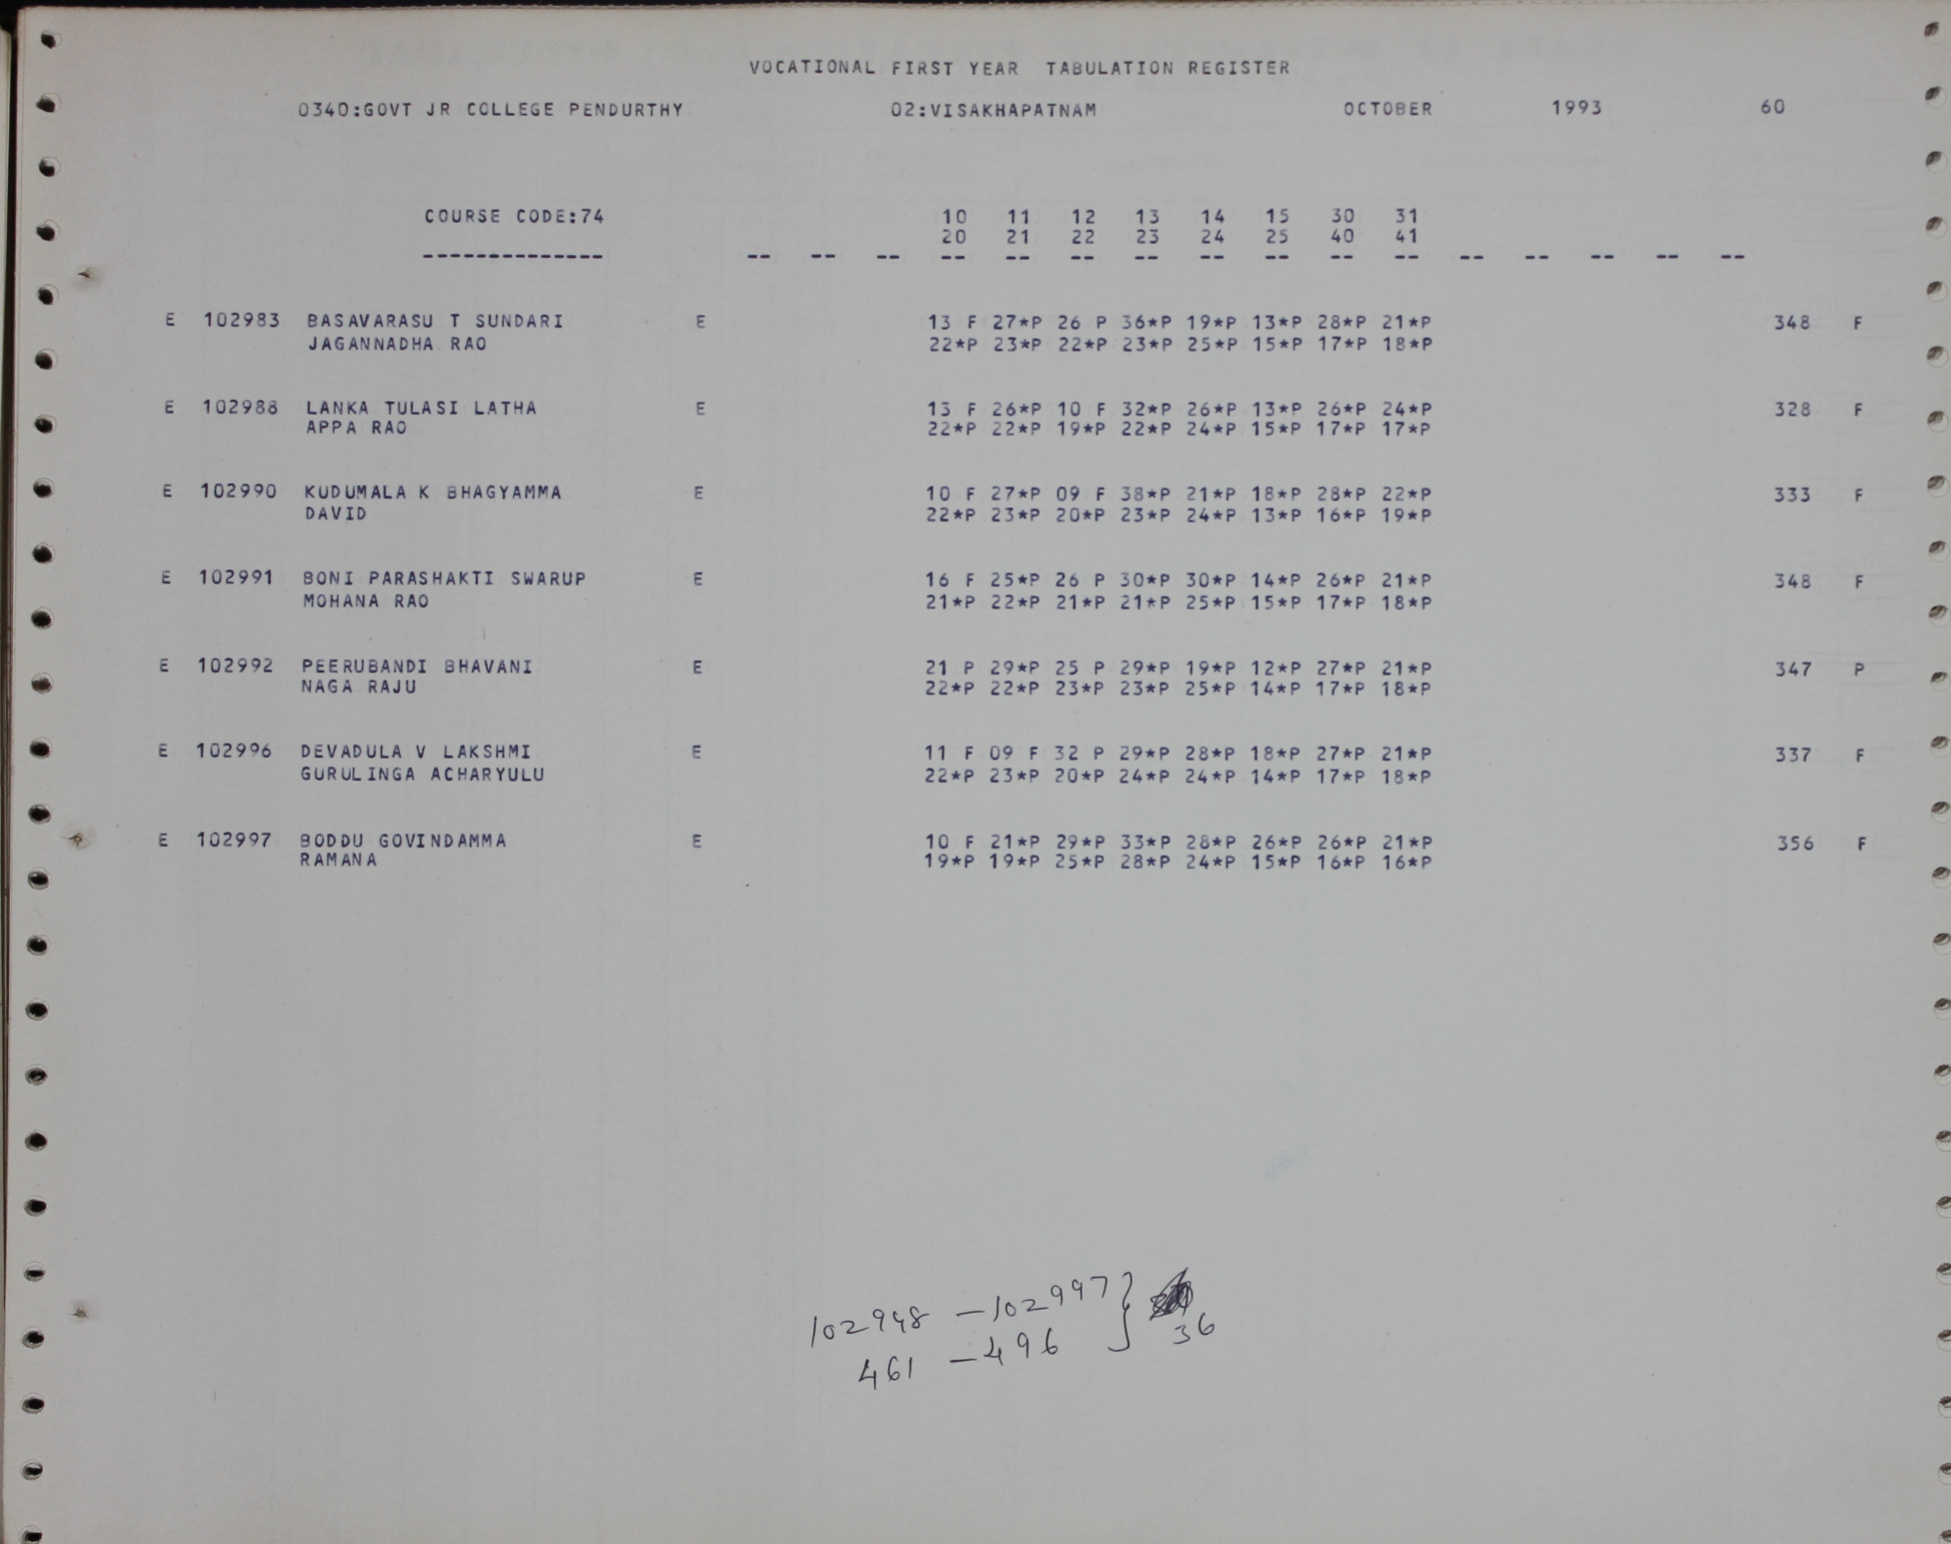 VOCATIONAL FIRST YEAR TABULATION REGISTER
0340:GOVT JR COLLEGE PENDURTHY 02:VISAKHAPATNAM OCTOBER 1993 60
COURSE CODE:74 10 11 12 13 14 15 30 31
20 21 22 23 24 25 40 41
-------------- -- -- -- -- -- -- -- -- -- -- -- -- -- -- -- --
E 102983 BASAVARASU T SUNDARI E 13 F 27*P 26 P 36*P 19*P 13*P 28*P 21*P 348 F
JAGANNADHA RAO 22*P 23*P 22*P 23*P 25*P 15*P 17*P 18*P
E 102988 LANKA TULASI LATHA E 13 F 26*P 10 F 32*P 26*P 13*P 26*P 24*P 328 F
APPA RAO 22*P 22*P 19*P 22*P 24*P 15*P 17*P 17*P
E 102990 KUDUMALA K BHAGYAMMA E 10 F 27*P 09 F 38*P 21*P 18*P 28*P 22*P 333 F
DAVID 22*P 23*P 20*P 23*P 24*P 13*P 16*P 19*P
E 102991 BONI PARASHAKTI SWARUP E 16 F 25*P 26 P 30*P 30*P 14*P 26*P 21*P 348 F
MOHANA RAO 21*P 22*P 21*P 21*P 25*P 15*P 17*P 18*P
E 102992 PEERUBANDI BHAVANI E 21 P 29*P 25 P 29*P 19*P 12*P 27*P 21*P 347 P
NAGA RAJU 22*P 22*P 23*P 23*P 25*P 14*P 17*P 18*P
E 102996 DEVADULA V LAKSHMI E 11 F 09 F 32 P 29*P 28*P 18*P 27*P 21*P 337 F
GURULINGA ACHARYULU 22*P 23*P 20*P 24*P 24*P 14*P 17*P 18*P
E 102997 BODDU GOVINDAMMA E 10 F 21*P 29*P 33*P 28*P 26*P 26*P 21*P 356 F
RAMANA 19*P 19*P 25*P 28*P 24*P 15*P 16*P 16*P
102948 - 102997 }
461 - 496 36